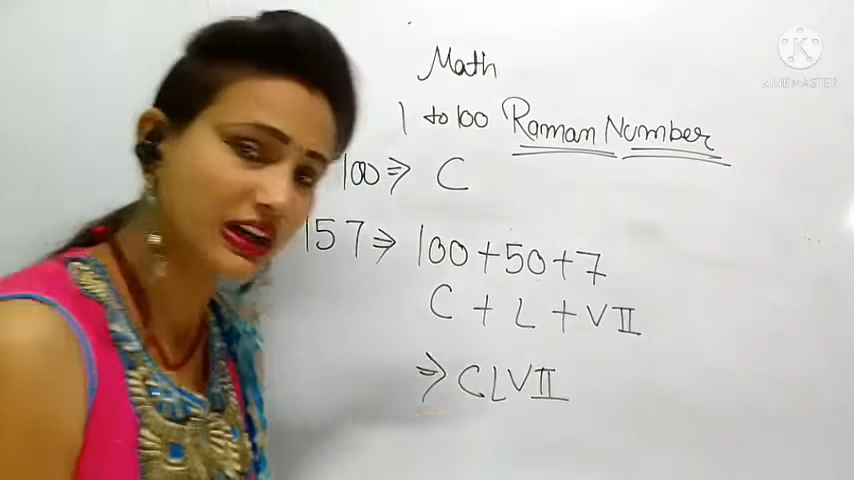 Math
1 to 100 Raman Number
100 ⇒ C
157 ⇒ 100 + 50 + 7
C + L + VII
⇒ CLVII
KINEMASTER